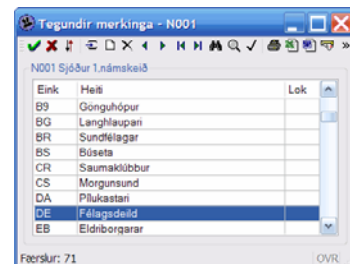 Tegundir merkinga - N001
N001 Sjóður 1,námskeið
Eink Heiti Lok
B9 Gönguhópur
BG Langhlaupari
BR Sundfélagar
BS Búseta
CR Saumaklúbbur
CS Morgunsund
DA Pílukastari
DE Félagsdeild
EB Eldriborgarar
Færslur: 71 OVR